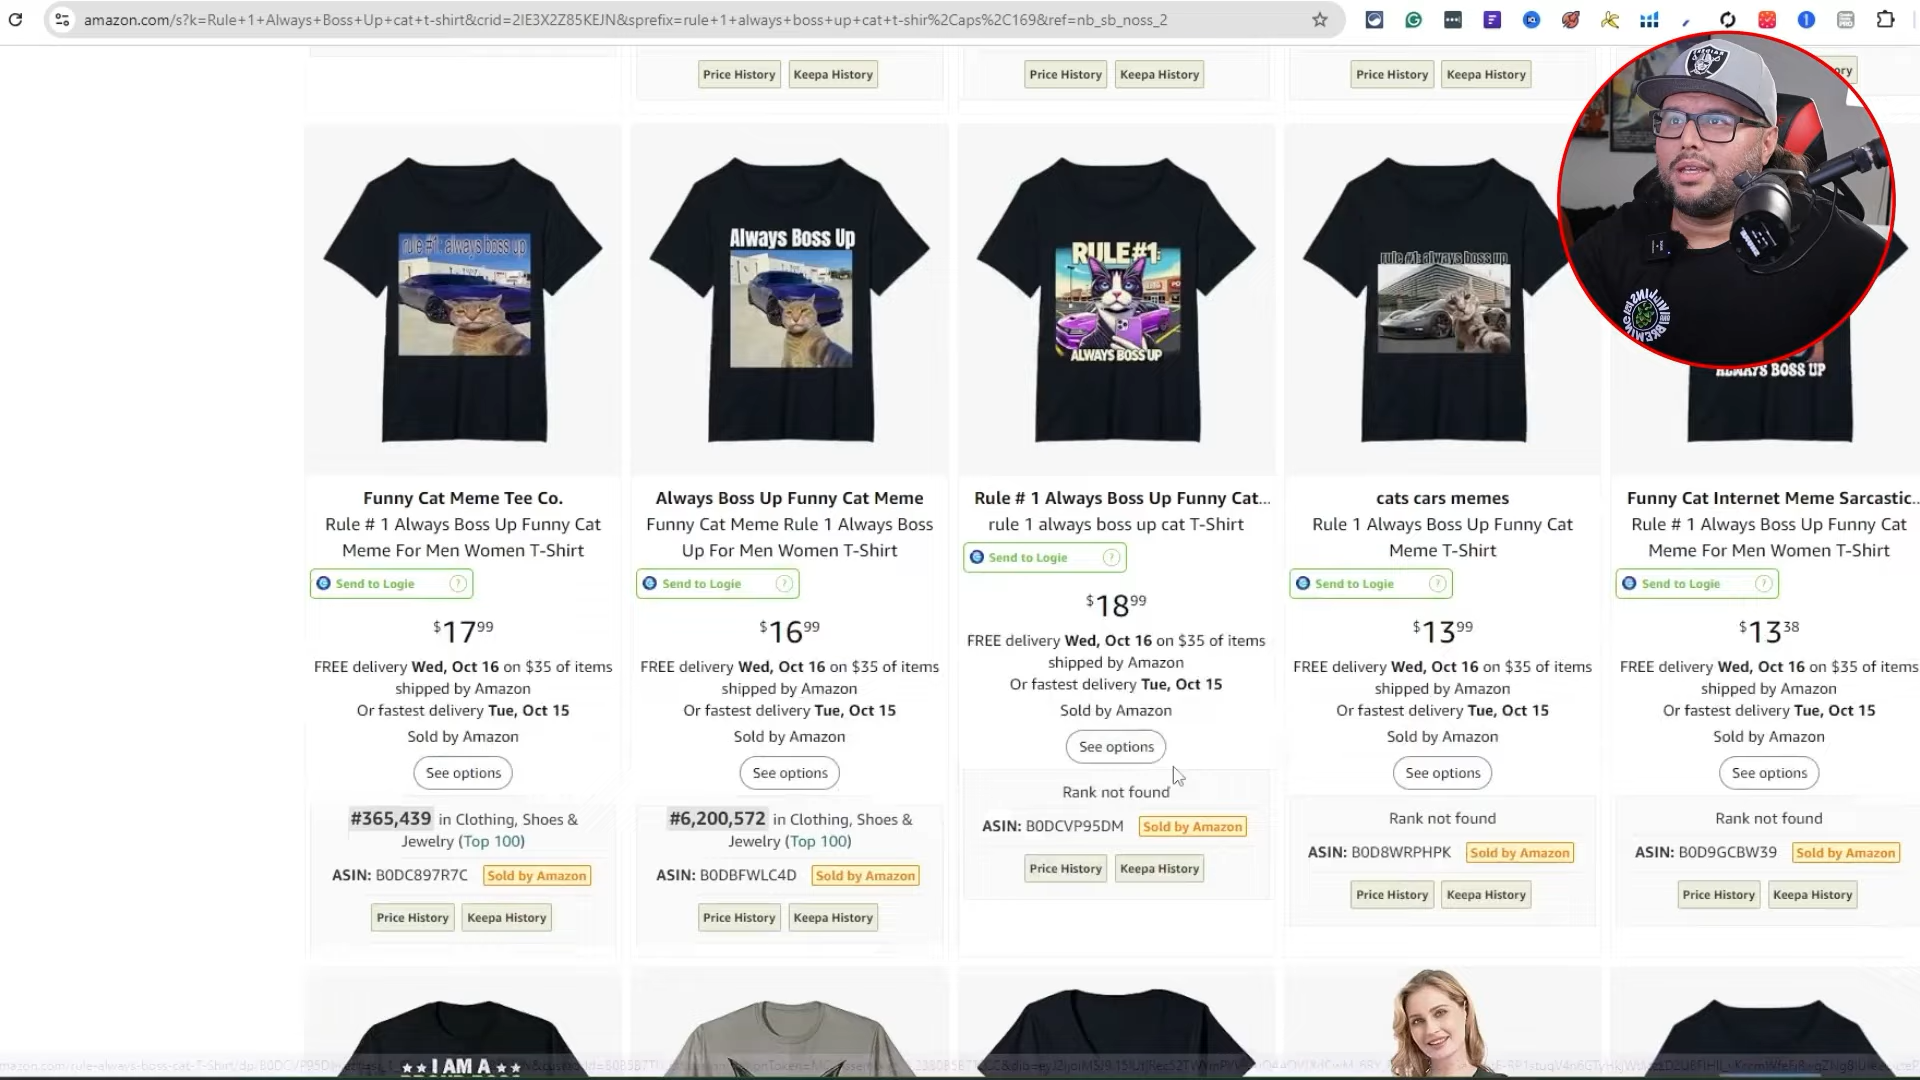 amazon.com/s?k=Rule+1+Always+Boss+Up+cat+t-shirt&crid=2IE3X2Z85KEJN&sprefix=rule+1+always+boss+up+cat+t-shir%2Caps%2C169&ref=nb_sb_noss_2
Price History Keepa History
Price History Keepa History
Price History Keepa History
rule #1: always boss up
Always Boss Up
RULE #1:
ALWAYS BOSS UP
rule #1: always boss up
ALWAYS BOSS UP
Funny Cat Meme Tee Co.
Rule # 1 Always Boss Up Funny Cat
Meme For Men Women T-Shirt
Send to Logie ?
$17.99
FREE delivery Wed, Oct 16 on $35 of items
shipped by Amazon
Or fastest delivery Tue, Oct 15
Sold by Amazon
See options
#365,439 in Clothing, Shoes &
Jewelry (Top 100)
ASIN: B0DC897R7C Sold by Amazon
Price History Keepa History
Always Boss Up Funny Cat Meme
Funny Cat Meme Rule 1 Always Boss
Up For Men Women T-Shirt
Send to Logie ?
$16.99
FREE delivery Wed, Oct 16 on $35 of items
shipped by Amazon
Or fastest delivery Tue, Oct 15
Sold by Amazon
See options
#6,200,572 in Clothing, Shoes &
Jewelry (Top 100)
ASIN: B0DBFWLC4D Sold by Amazon
Price History Keepa History
Rule # 1 Always Boss Up Funny Cat...
rule 1 always boss up cat T-Shirt
Send to Logie ?
$18.99
FREE delivery Wed, Oct 16 on $35 of items
shipped by Amazon
Or fastest delivery Tue, Oct 15
Sold by Amazon
See options
Rank not found
ASIN: B0DCVP95DM Sold by Amazon
Price History Keepa History
cats cars memes
Rule 1 Always Boss Up Funny Cat
Meme T-Shirt
Send to Logie ?
$13.99
FREE delivery Wed, Oct 16 on $35 of items
shipped by Amazon
Or fastest delivery Tue, Oct 15
Sold by Amazon
See options
Rank not found
ASIN: B0D8WRPHPK Sold by Amazon
Price History Keepa History
Funny Cat Internet Meme Sarcastic...
Rule # 1 Always Boss Up Funny Cat
Meme For Men Women T-Shirt
Send to Logie ?
$13.38
FREE delivery Wed, Oct 16 on $35 of items
shipped by Amazon
Or fastest delivery Tue, Oct 15
Sold by Amazon
See options
Rank not found
ASIN: B0D9GCBW39 Sold by Amazon
Price History Keepa History
I AM A